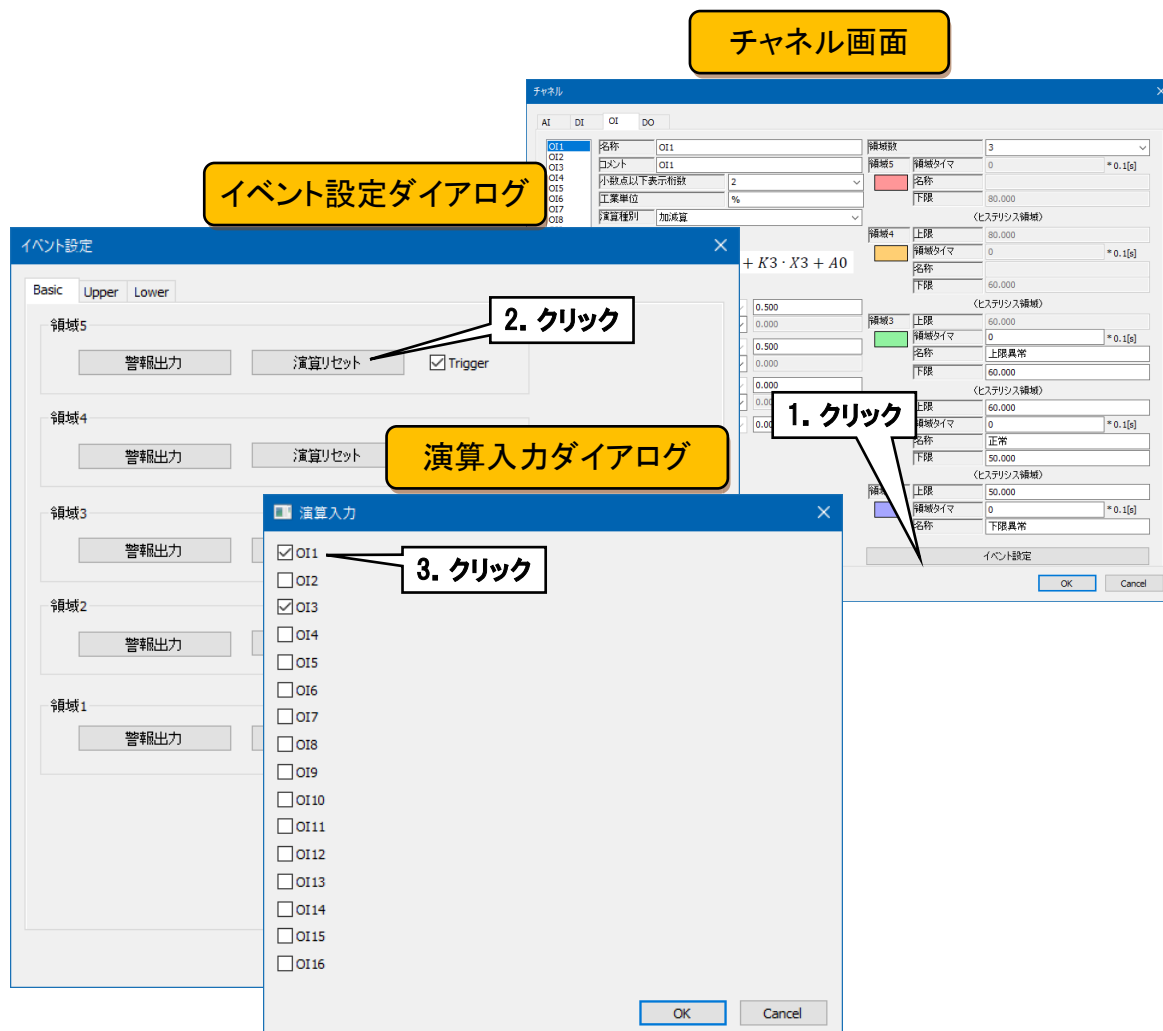 チャネル画面
チャネル
AI DI OI DO
OI1
OI2
OI3
OI4
OI5
OI6
OI7
OI8
名称 OI1
コメント OI1
小数点以下表示桁数 2
工業単位 %
演算種別 加減算
+ K3 · X3 + A0
0.500
0.000
0.500
0.000
0.000
領域数 3
領域5 領域タイマ 0 * 0.1[s]
名称
下限 80.000
(ヒステリシス領域)
領域4 上限 80.000
領域タイマ 0 * 0.1[s]
名称
下限 60.000
(ヒステリシス領域)
領域3 上限 60.000
領域タイマ 0 * 0.1[s]
名称 上限異常
下限 60.000
(ヒステリシス領域)
上限 60.000
領域タイマ 0 * 0.1[s]
名称 正常
下限 50.000
(ヒステリシス領域)
上限 50.000
領域タイマ 0 * 0.1[s]
名称 下限異常
イベント設定
OK Cancel
1. クリック
イベント設定ダイアログ
イベント設定
Basic Upper Lower
領域5
警報出力 演算リセット Trigger
2. クリック
領域4
警報出力 演算リセット
領域3
警報出力
領域2
警報出力
領域1
警報出力
演算入力ダイアログ
演算入力
OI1
OI2
OI3
OI4
OI5
OI6
OI7
OI8
OI9
OI10
OI11
OI12
OI13
OI14
OI15
OI16
3. クリック
OK Cancel